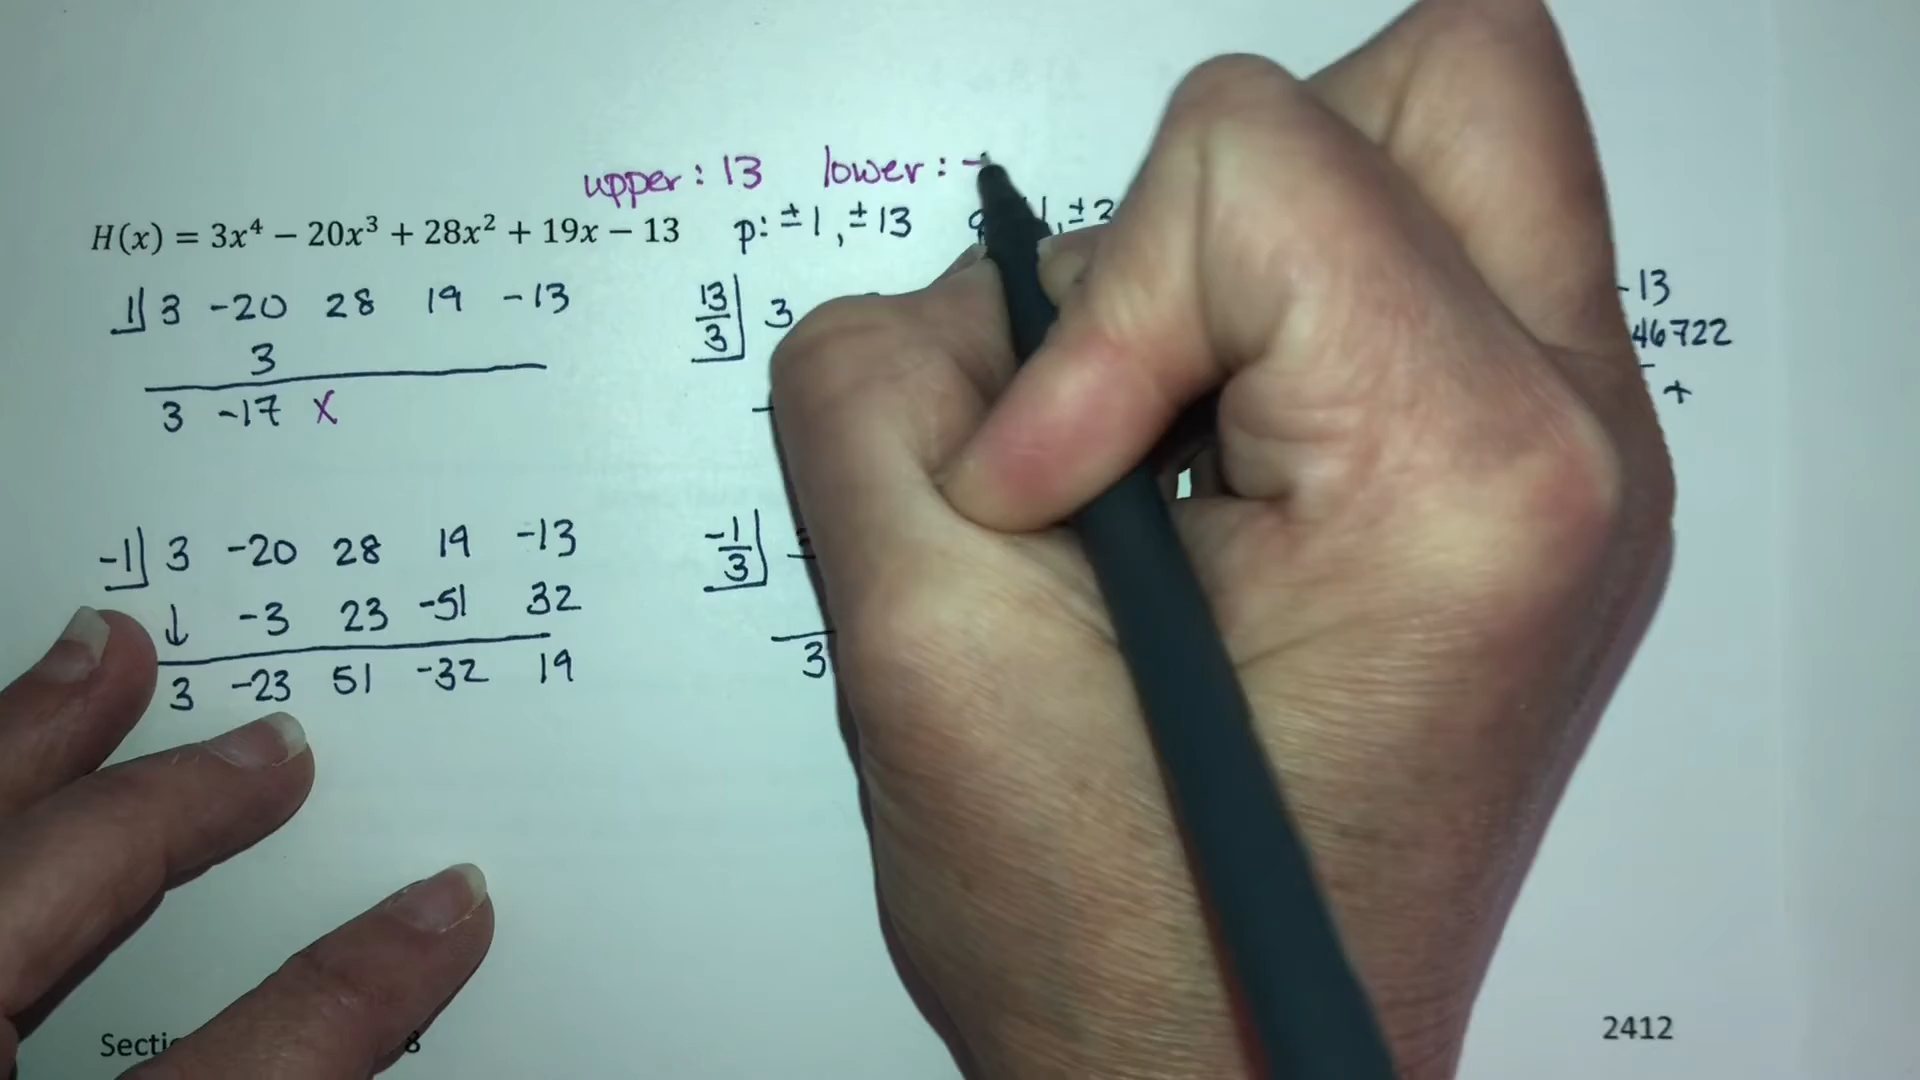 upper: 13 lower: -
H(x) = 3x⁴ − 20x³ + 28x² + 19x − 13 p: ±1, ±13 ±3
1 3 -20 28 19 -13
3
3 -17 X
13/3 3
-13
46722
+
-1 3 -20 28 19 -13
↓ -3 23 -51 32
3 -23 51 -32 19
-1/3
3
8
2412